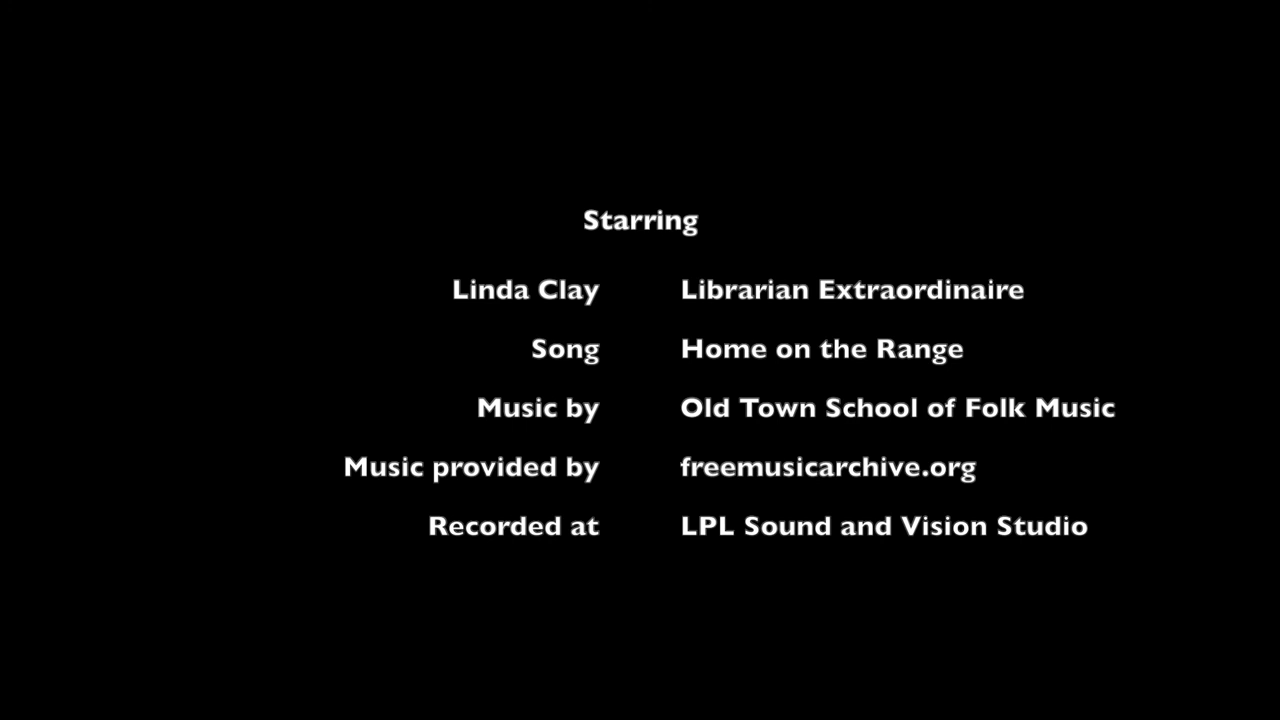 Starring
Linda Clay Librarian Extraordinaire
Song Home on the Range
Music by Old Town School of Folk Music
Music provided by freemusicarchive.org
Recorded at LPL Sound and Vision Studio